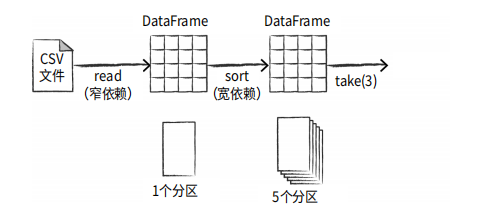 DataFrame
DataFrame
CSV
文件
read
(窄依赖)
sort
(宽依赖)
take(3)
1个分区
5个分区